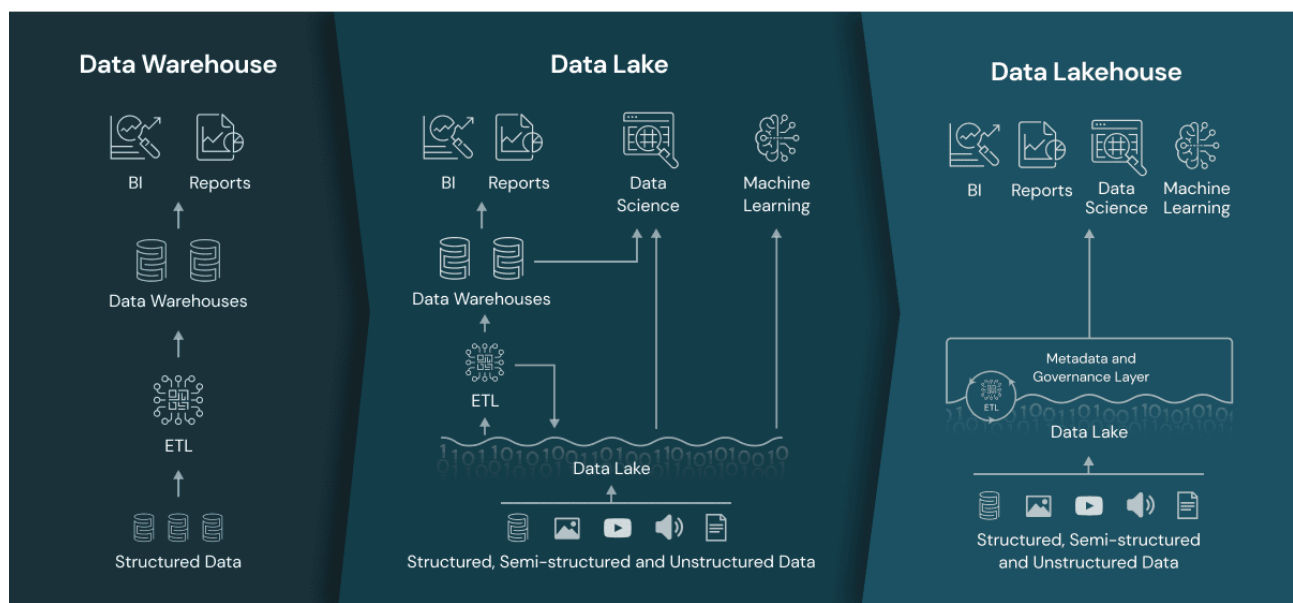 Data Warehouse
BI
Reports
Data Warehouses
ETL
Structured Data
Data Lake
BI
Reports
Data
Science
Machine
Learning
Data Warehouses
ETL
Data Lake
Structured, Semi-structured and Unstructured Data
Data Lakehouse
BI
Reports
Data
Science
Machine
Learning
Metadata and
Governance Layer
ETL
Data Lake
Structured, Semi-structured
and Unstructured Data